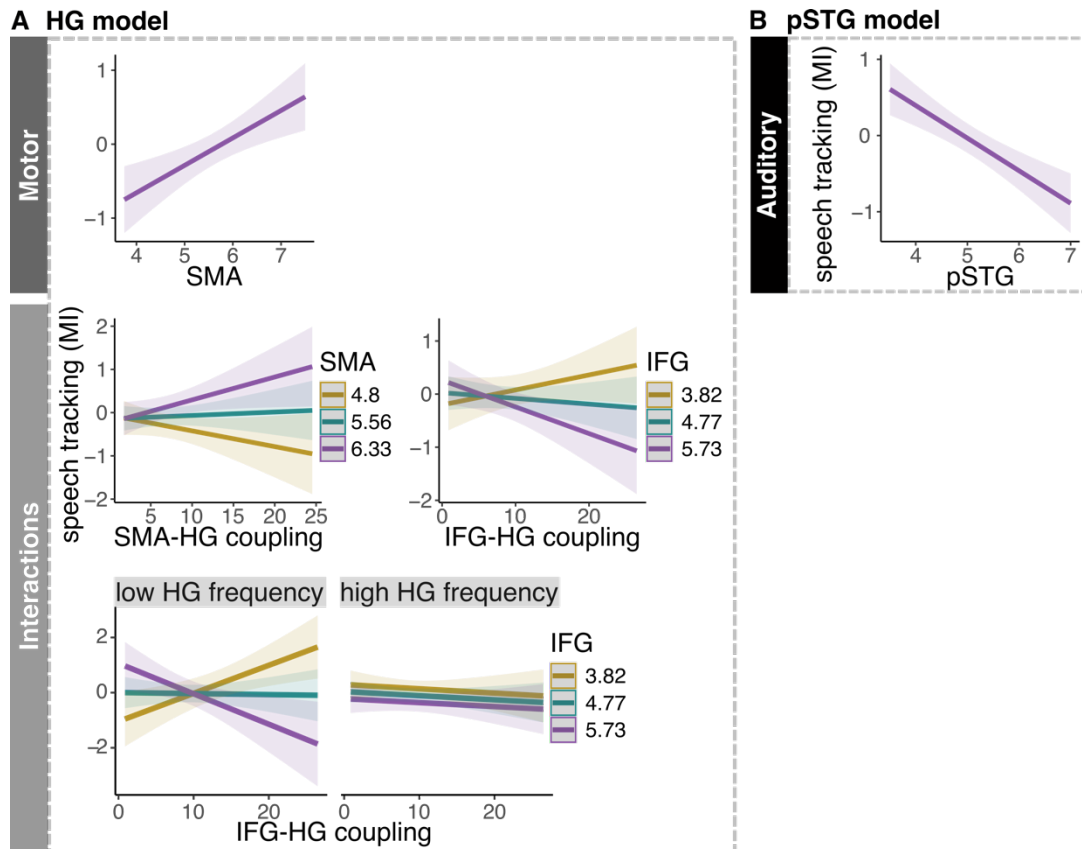 A HG model
B pSTG model
Motor
1
0
−1
4 5 6 7
SMA
Auditory
speech tracking (MI)
1
0
−1
4 5 6 7
pSTG
Interactions
speech tracking (MI)
2
1
0
−1
−2
5 10 15 20 25
SMA-HG coupling
SMA
4.8
5.56
6.33
1
0
−1
−2
0 10 20
IFG-HG coupling
IFG
3.82
4.77
5.73
low HG frequency
high HG frequency
2
0
−2
0 10 20
0 10 20
IFG-HG coupling
IFG
3.82
4.77
5.73